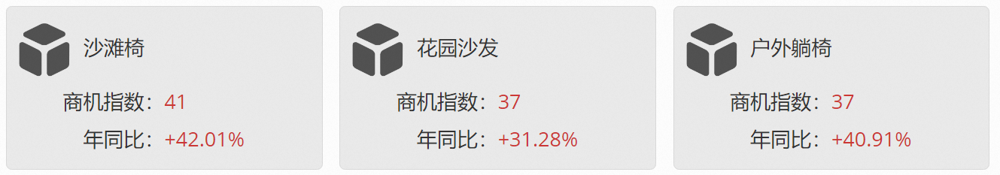 沙滩椅
商机指数：41
年同比：+42.01%
花园沙发
商机指数：37
年同比：+31.28%
户外躺椅
商机指数：37
年同比：+40.91%